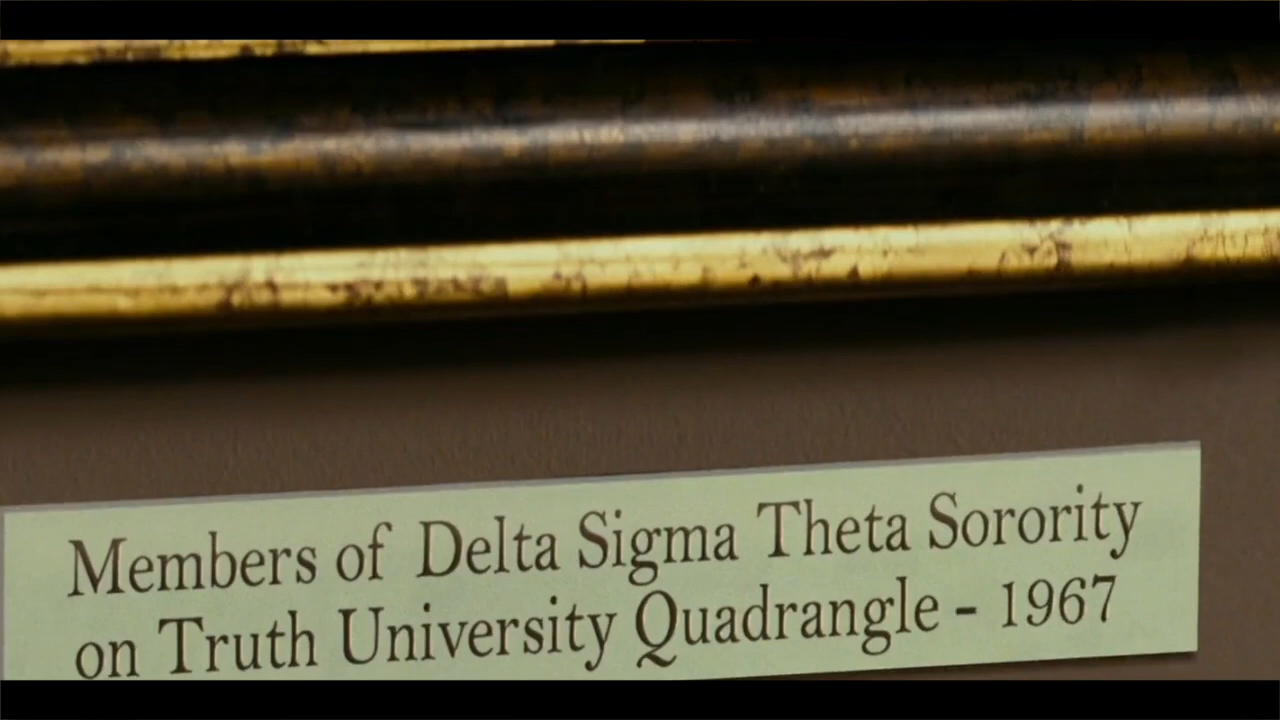 Members of Delta Sigma Theta Sorority
on Truth University Quadrangle - 1967